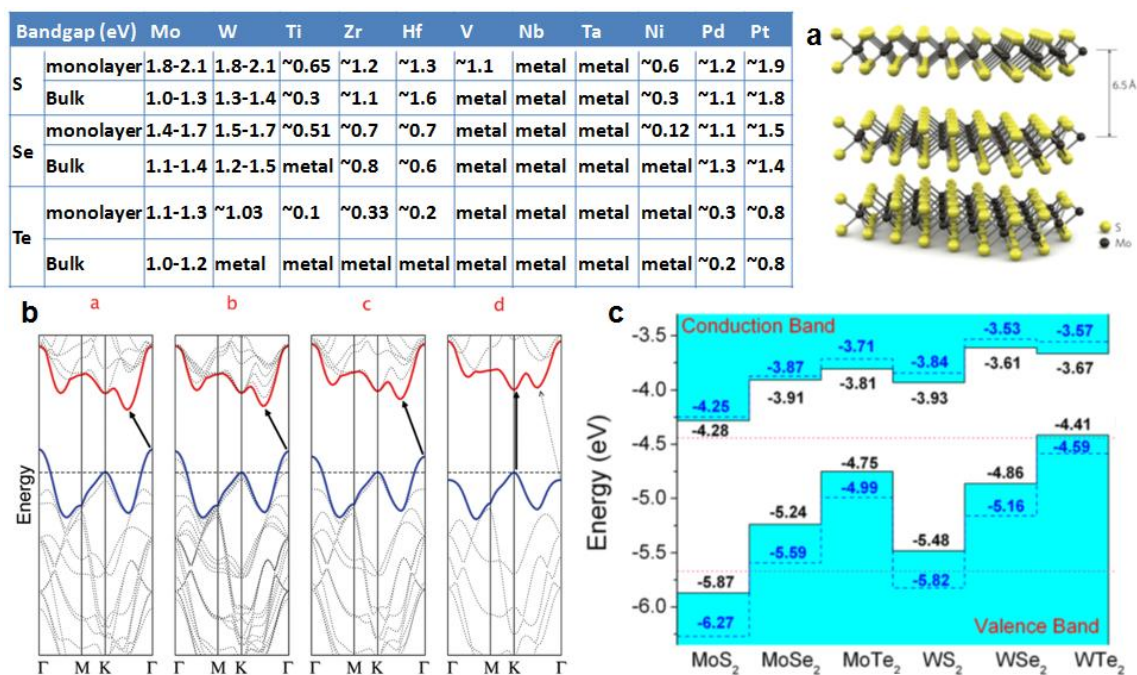 Bandgap (eV) Mo W Ti Zr Hf V Nb Ta Ni Pd Pt
S monolayer 1.8-2.1 1.8-2.1 ~0.65 ~1.2 ~1.3 ~1.1 metal metal ~0.6 ~1.2 ~1.9
Bulk 1.0-1.3 1.3-1.4 ~0.3 ~1.1 ~1.6 metal metal metal ~0.3 ~1.1 ~1.8
Se monolayer 1.4-1.7 1.5-1.7 ~0.51 ~0.7 ~0.7 metal metal metal ~0.12 ~1.1 ~1.5
Bulk 1.1-1.4 1.2-1.5 metal ~0.8 ~0.6 metal metal metal metal ~1.3 ~1.4
Te monolayer 1.1-1.3 ~1.03 ~0.1 ~0.33 ~0.2 metal metal metal metal ~0.3 ~0.8
Bulk 1.0-1.2 metal metal metal metal metal metal metal metal ~0.2 ~0.8
a
6.5 Å
S
Mo
b
a b c d
Energy
Γ M K Γ Γ M K Γ Γ M K Γ Γ M K Γ
c
Conduction Band
Energy (eV)
-3.5
-4.0
-4.5
-5.0
-5.5
-6.0
-4.25
-4.28
-3.87
-3.91
-3.71
-3.81
-3.84
-3.93
-3.53
-3.61
-3.57
-3.67
-5.87
-6.27
-5.24
-5.59
-4.75
-4.99
-5.48
-5.82
-4.86
-5.16
-4.41
-4.59
Valence Band
MoS2 MoSe2 MoTe2 WS2 WSe2 WTe2